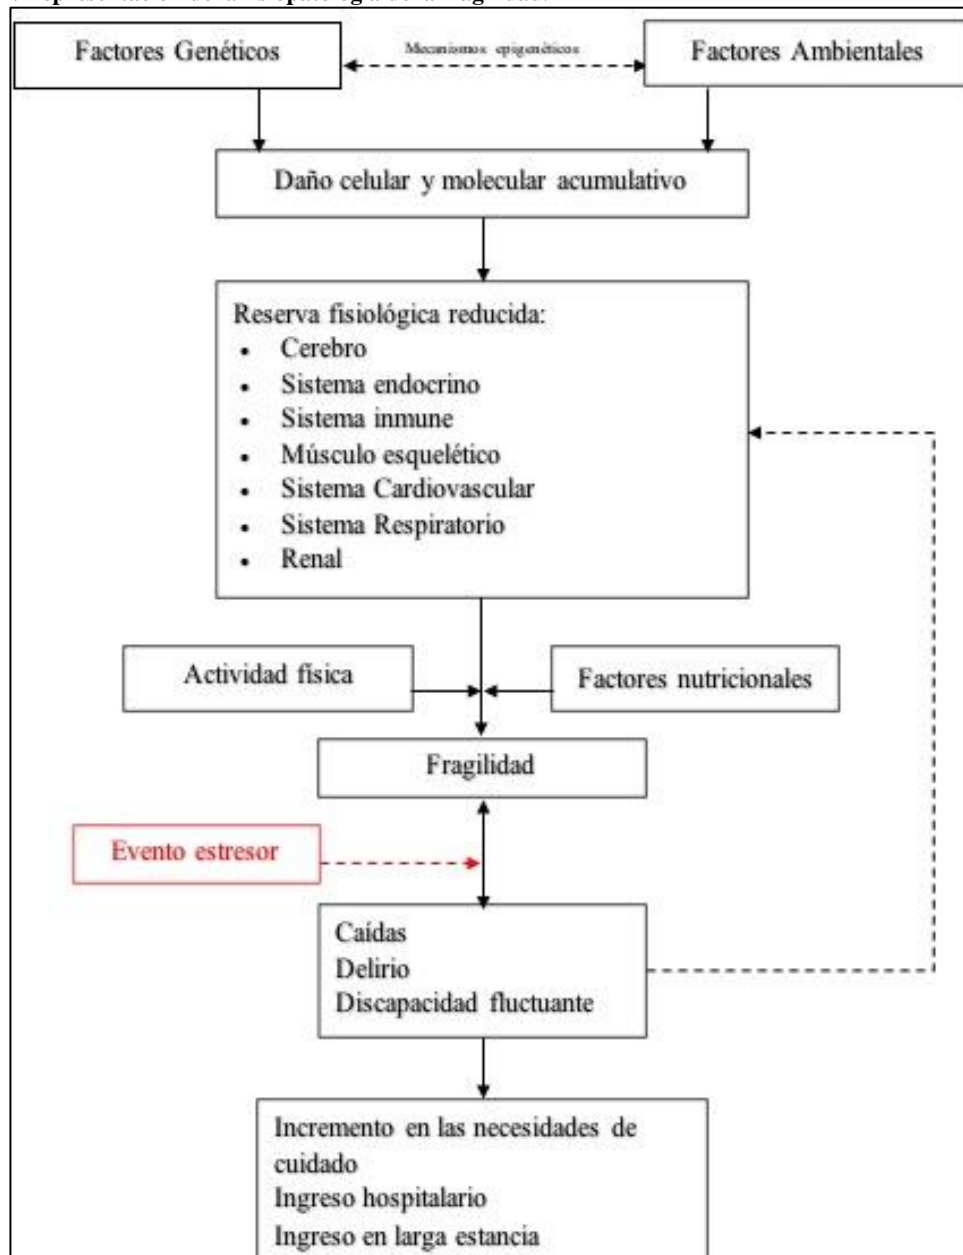 Factores Genéticos
Mecanismos epigenéticos
Factores Ambientales
Daño celular y molecular acumulativo
Reserva fisiológica reducida:
• Cerebro
• Sistema endocrino
• Sistema inmune
• Músculo esquelético
• Sistema Cardiovascular
• Sistema Respiratorio
• Renal
Actividad física
Factores nutricionales
Fragilidad
Evento estresor
Caídas
Delirio
Discapacidad fluctuante
Incremento en las necesidades de
cuidado
Ingreso hospitalario
Ingreso en larga estancia